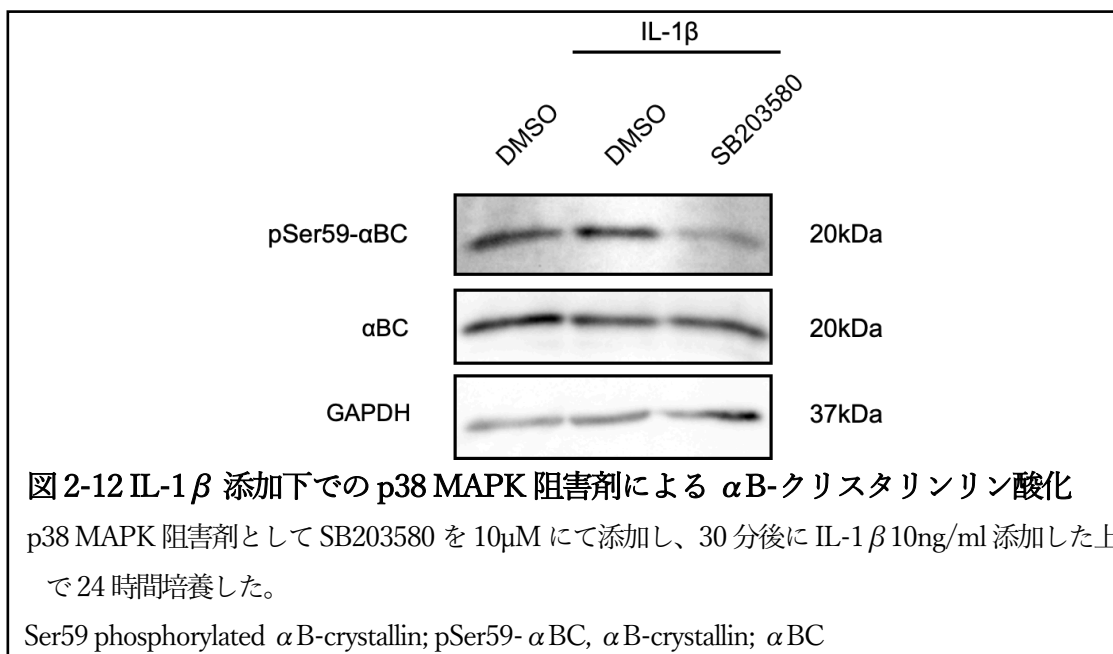 IL-1β
DMSO
DMSO
SB203580
pSer59-αBC 20kDa
αBC 20kDa
GAPDH 37kDa
図 2-12 IL-1β 添加下での p38 MAPK 阻害剤による αB-クリスタリンリン酸化
p38 MAPK 阻害剤として SB203580 を 10μM にて添加し、30 分後に IL-1β10ng/ml 添加した上
で 24 時間培養した。
Ser59 phosphorylated αB-crystallin; pSer59- αBC, αB-crystallin; αBC